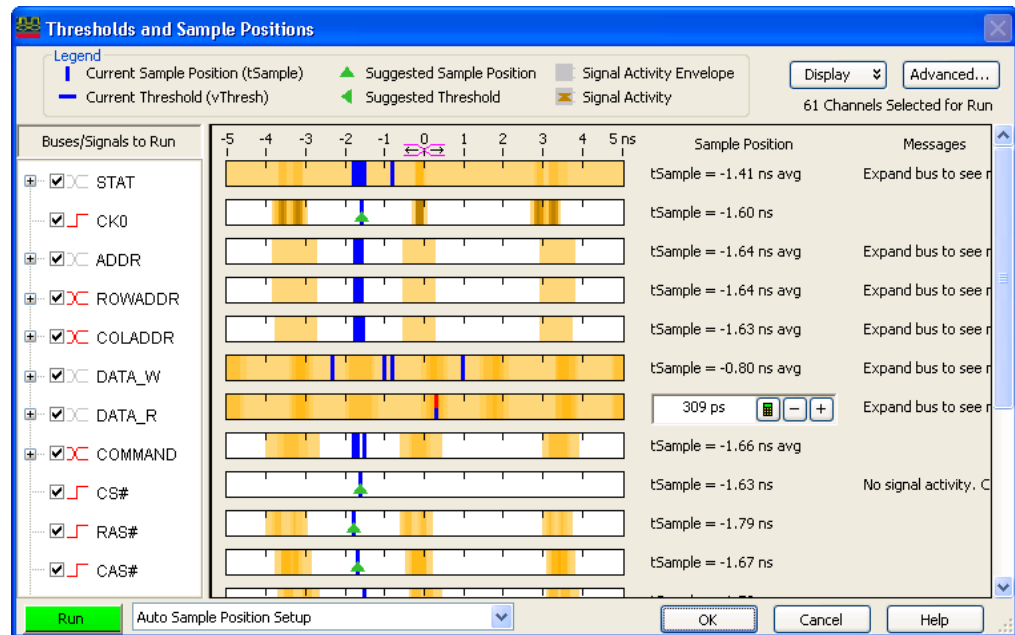 Thresholds and Sample Positions
Legend
Current Sample Position (tSample)
Suggested Sample Position
Signal Activity Envelope
Current Threshold (vThresh)
Suggested Threshold
Signal Activity
Display
Advanced...
61 Channels Selected for Run
Buses/Signals to Run
-5 -4 -3 -2 -1 0 1 2 3 4 5 ns
Sample Position
Messages
STAT
tSample = -1.41 ns avg
Expand bus to see r
CK0
tSample = -1.60 ns
ADDR
tSample = -1.64 ns avg
Expand bus to see r
ROWADDR
tSample = -1.64 ns avg
Expand bus to see r
COLADDR
tSample = -1.63 ns avg
Expand bus to see r
DATA_W
tSample = -0.80 ns avg
Expand bus to see r
DATA_R
309 ps
Expand bus to see r
COMMAND
tSample = -1.66 ns avg
CS#
tSample = -1.63 ns
No signal activity. C
RAS#
tSample = -1.79 ns
CAS#
tSample = -1.67 ns
Run
Auto Sample Position Setup
OK
Cancel
Help